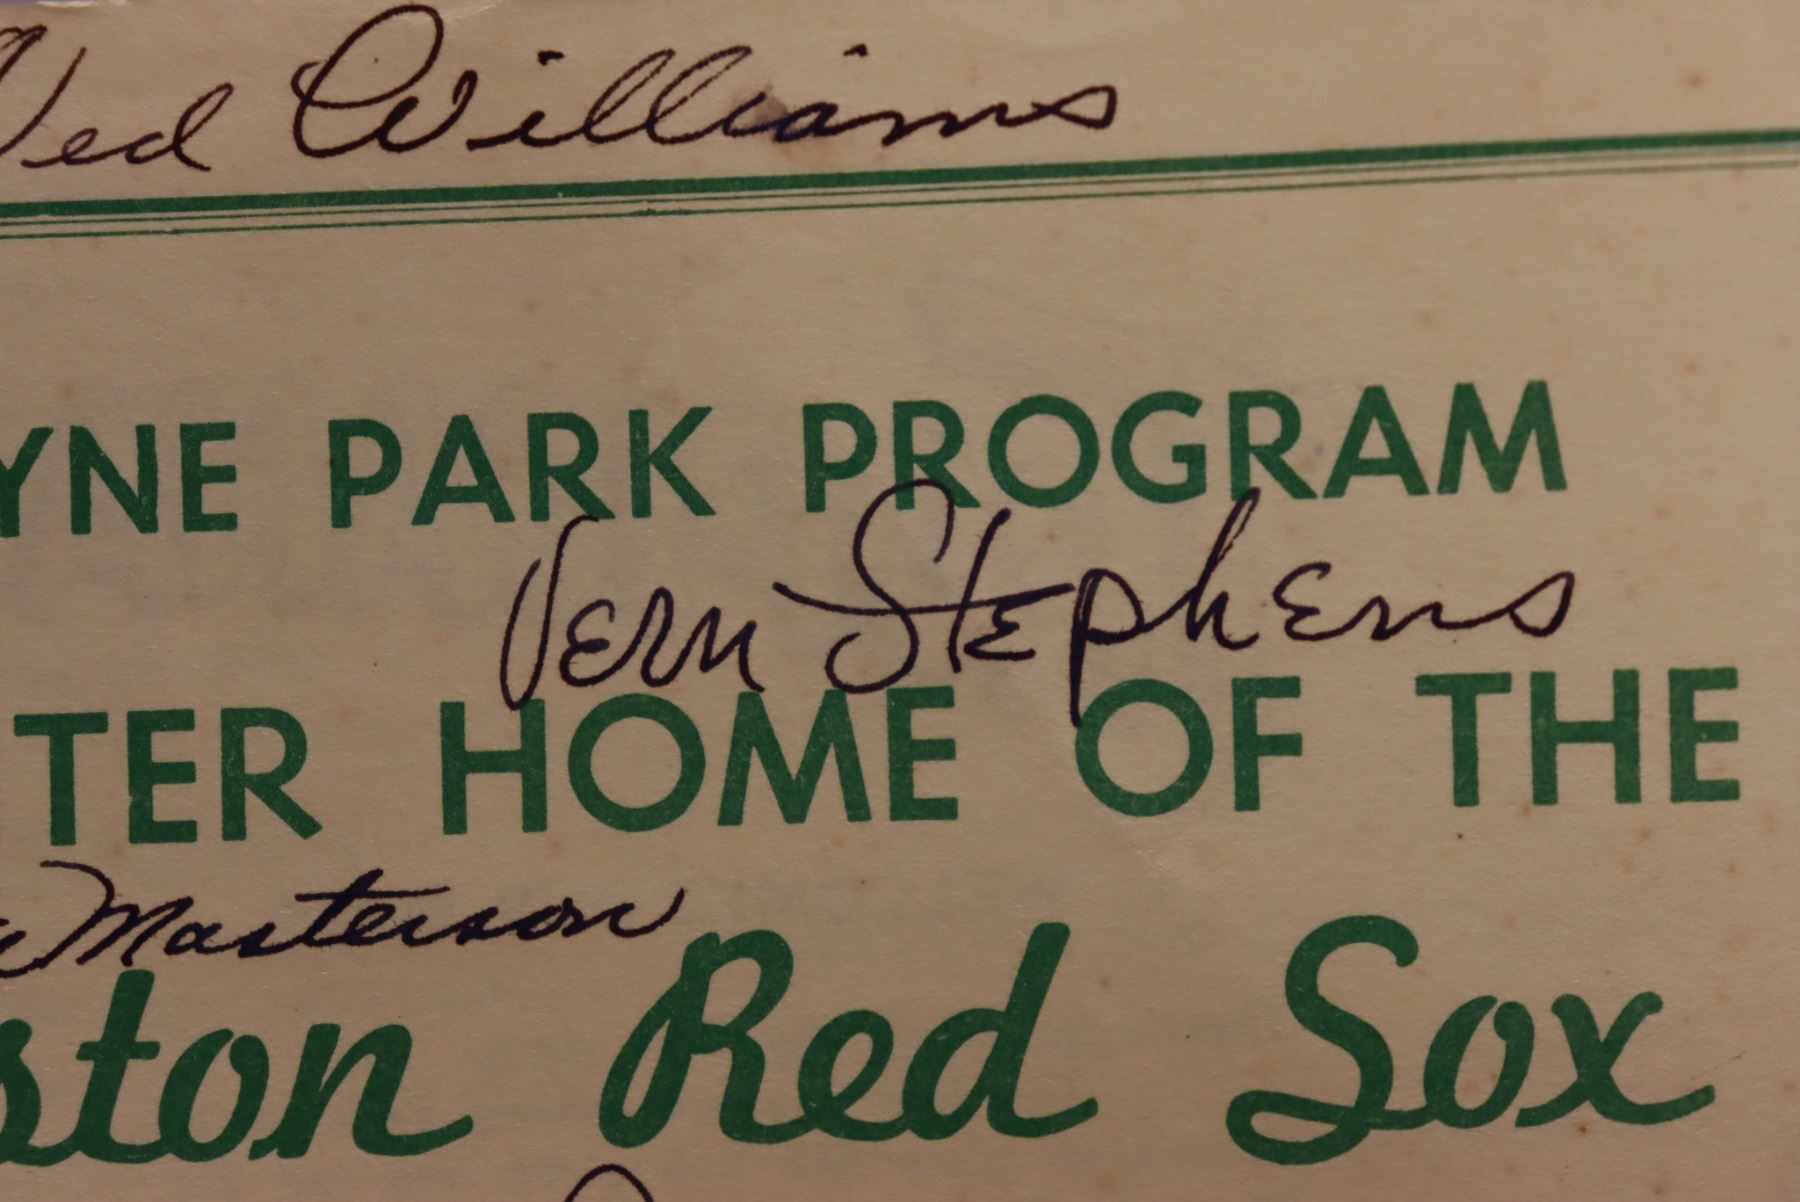 Ted Williams
YNE PARK PROGRAM
Vern Stephens
TER HOME OF THE
Masterson
ston Red Sox